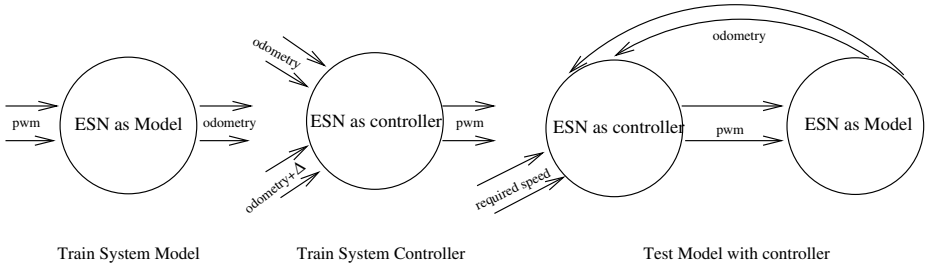 pwm
ESN as Model
odometry
Train System Model
odometry
ESN as controller
odometry+Δ
pwm
Train System Controller
odometry
ESN as controller
required speed
pwm
ESN as Model
Test Model with controller